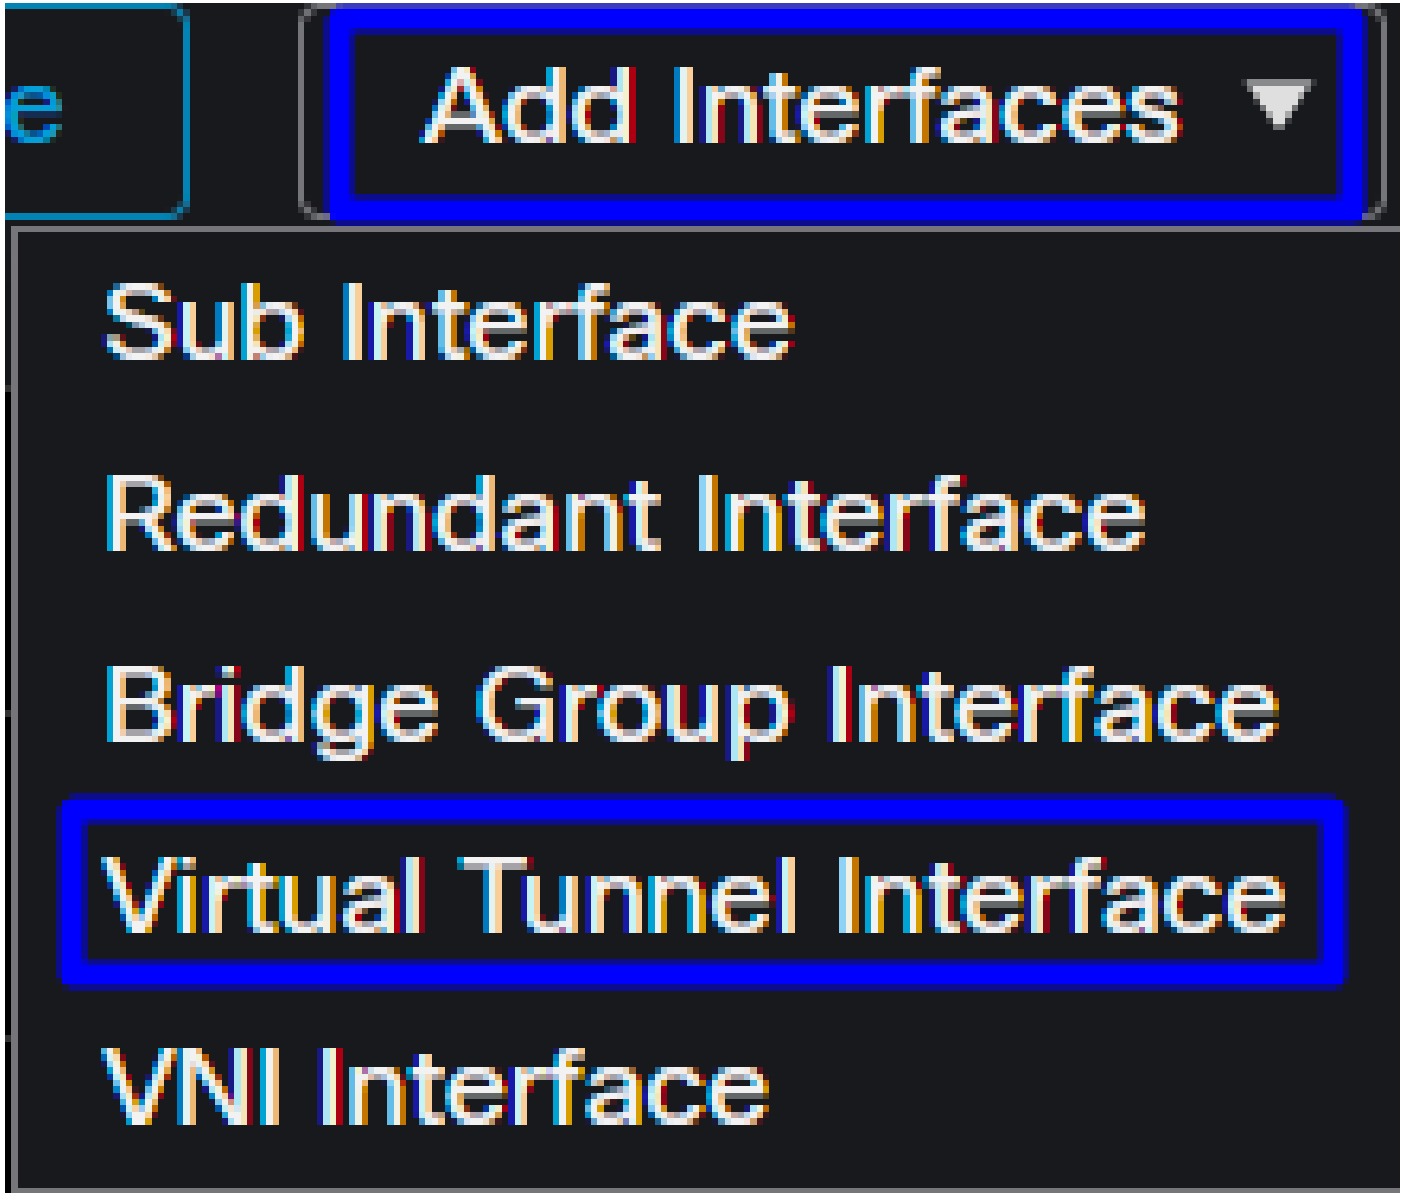 e Add Interfaces
Sub Interface
Redundant Interface
Bridge Group Interface
Virtual Tunnel Interface
VNI Interface